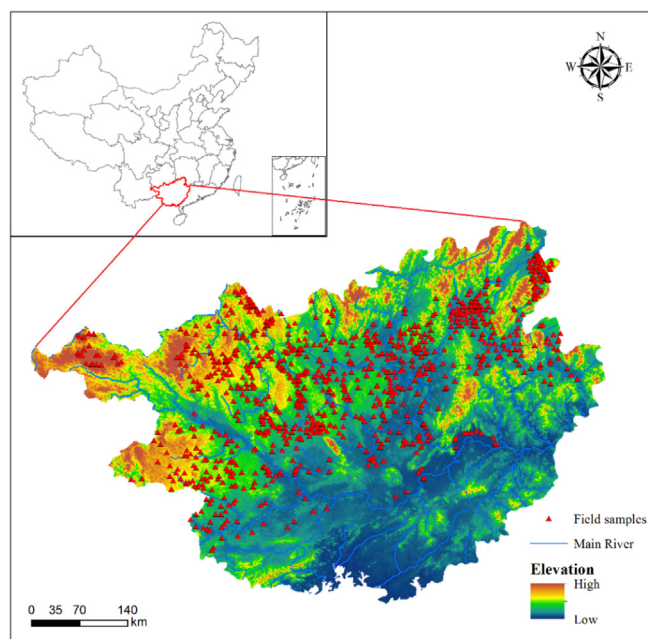 N
W E
S
Field samples
Main River
Elevation
High
Low
0 35 70 140
km